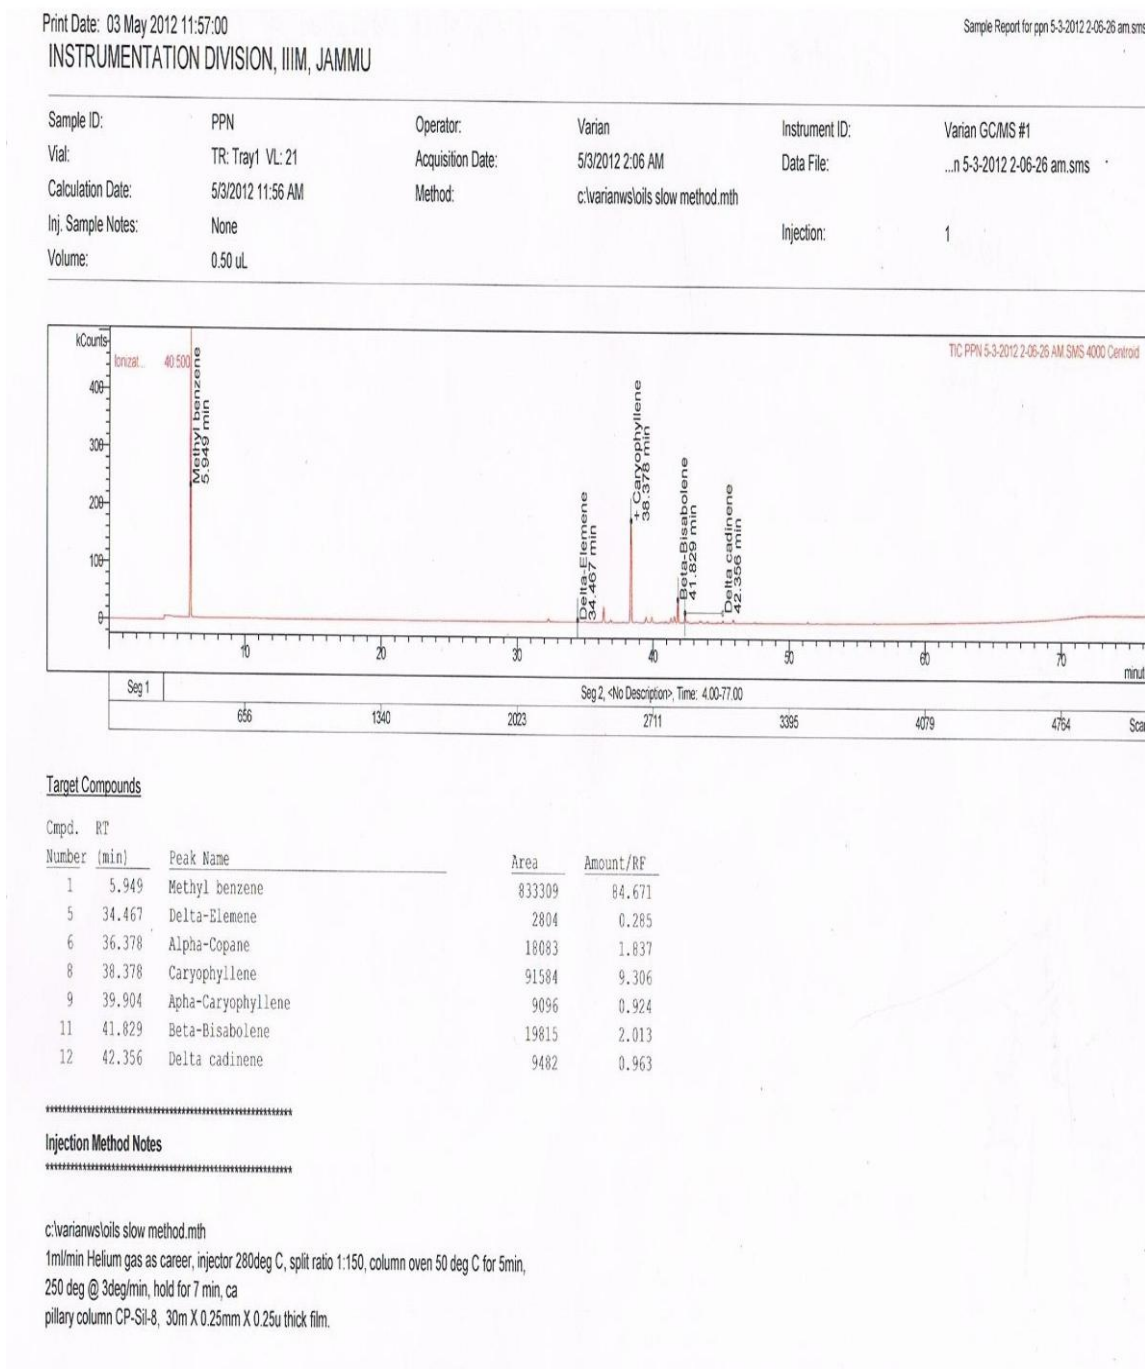 Print Date: 03 May 2012 11:57:00
Sample Report for ppn 5-3-2012 2-06-26 am.sms
INSTRUMENTATION DIVISION, IIIM, JAMMU
Sample ID: PPN Operator: Varian Instrument ID: Varian GC/MS #1
Vial: TR: Tray1 VL: 21 Acquisition Date: 5/3/2012 2:06 AM Data File: ...n 5-3-2012 2-06-26 am.sms
Calculation Date: 5/3/2012 11:56 AM Method: c:\varianws\oils slow method.mth
Inj. Sample Notes: None Injection: 1
Volume: 0.50 uL
kCounts
Ionizat... 40 500
TIC PPN 5-3-2012 2-06-26 AM.SMS 4000 Centroid
400
300
200
100
0
Methyl benzene
5.949 min
Delta-Elemene
34.467 min
+ Caryophyllene
38.378 min
Beta-Bisabolene
41.829 min
Delta cadinene
42.356 min
10 20 30 40 50 60 70
minut
Seg 1 Seg 2, <No Description>, Time: 4.00-77.00
656 1340 2023 2711 3395 4079 4764 Scar
Target Compounds
Cmpd. RT
Number (min) Peak Name Area Amount/RF
1 5.949 Methyl benzene 833309 84.671
5 34.467 Delta-Elemene 2804 0.285
6 36.378 Alpha-Copane 18083 1.837
8 38.378 Caryophyllene 91584 9.306
9 39.904 Apha-Caryophyllene 9096 0.924
11 41.829 Beta-Bisabolene 19815 2.013
12 42.356 Delta cadinene 9482 0.963
Injection Method Notes
c:\varianws\oils slow method.mth
1ml/min Helium gas as career, injector 280deg C, split ratio 1:150, column oven 50 deg C for 5min,
250 deg @ 3deg/min, hold for 7 min, ca
pillary column CP-Sil-8, 30m X 0.25mm X 0.25u thick film.